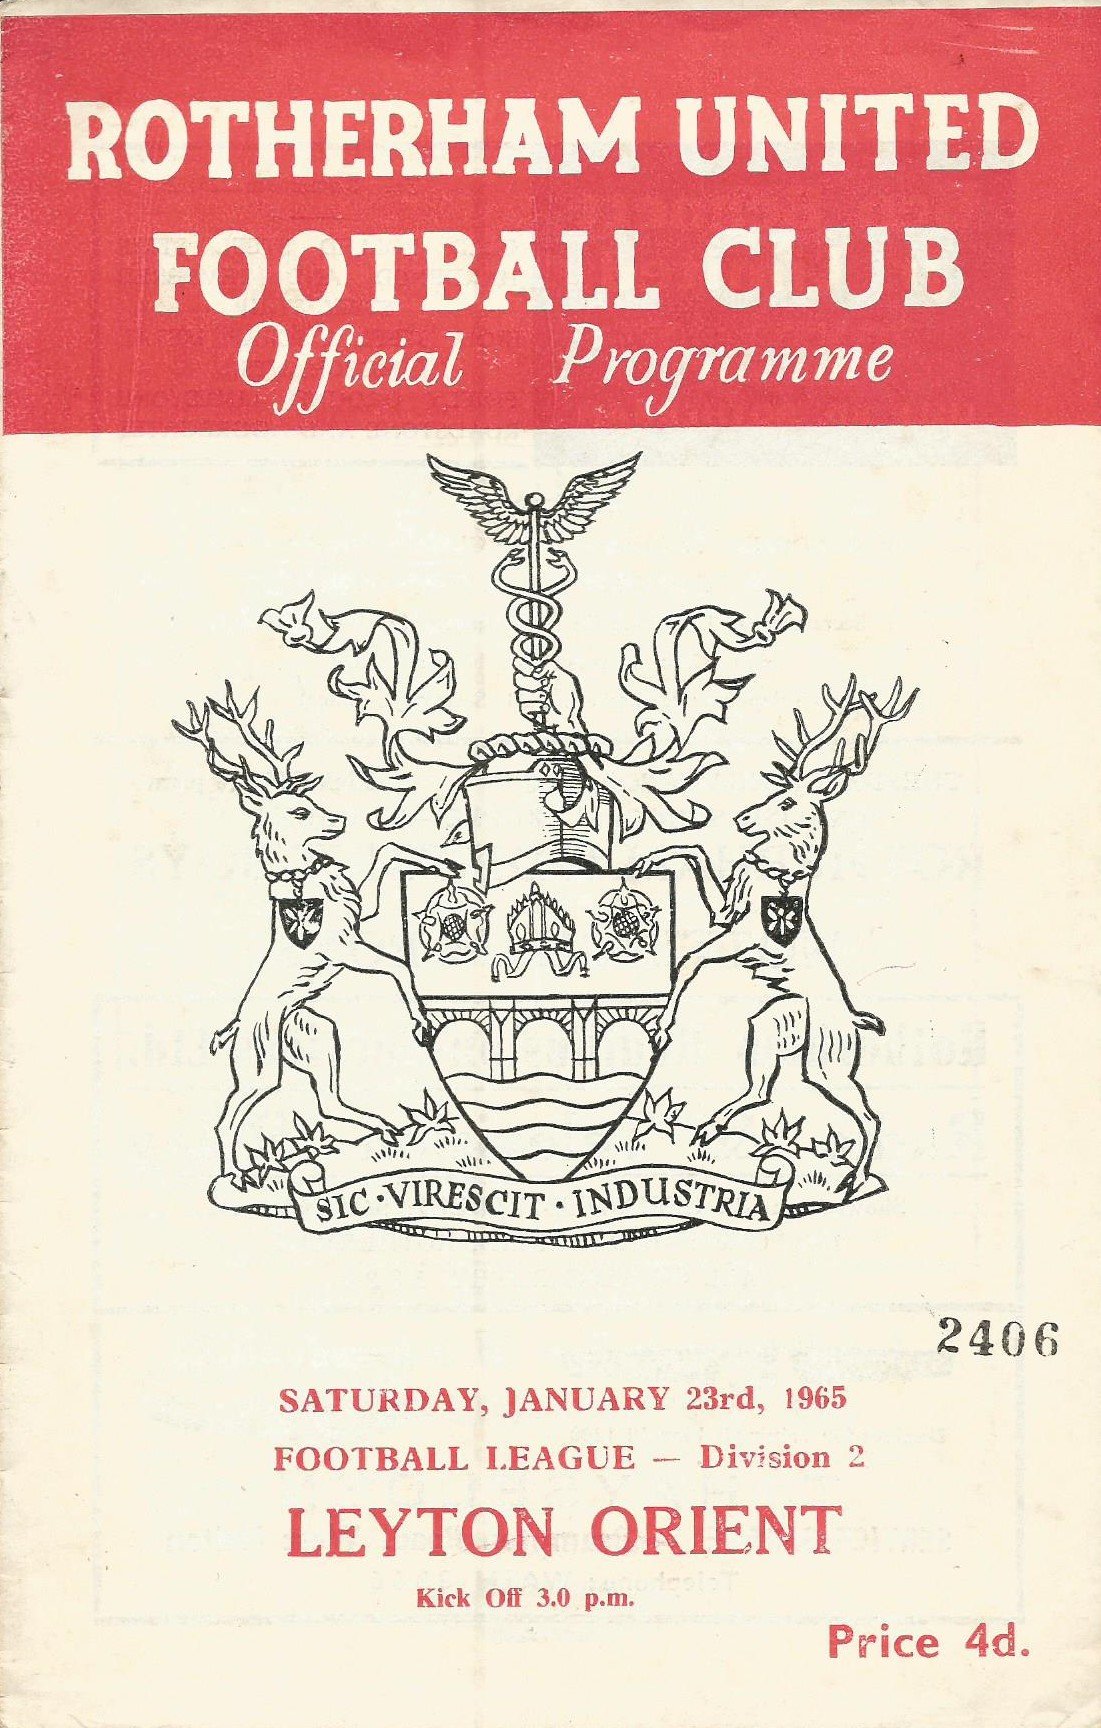 ROTHERHAM UNITED
FOOTBALL CLUB
Official Programme
SIC · VIRESCIT · INDUSTRIA
2406
SATURDAY, JANUARY 23rd, 1965
FOOTBALL LEAGUE — Division 2
LEYTON ORIENT
Kick Off 3.0 p.m.
Price 4d.